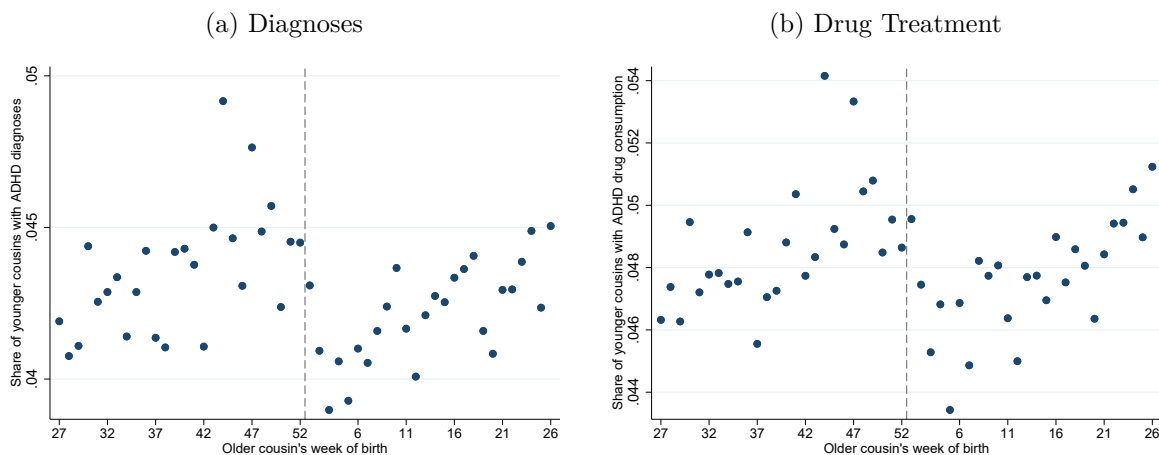 (a) Diagnoses
Share of younger cousins with ADHD diagnoses
.05
.045
.04
27 32 37 42 47 52 6 11 16 21 26
Older cousin's week of birth
(b) Drug Treatment
Share of younger cousins with ADHD drug consumption
.054
.052
.05
.048
.046
.044
27 32 37 42 47 52 6 11 16 21 26
Older cousin's week of birth